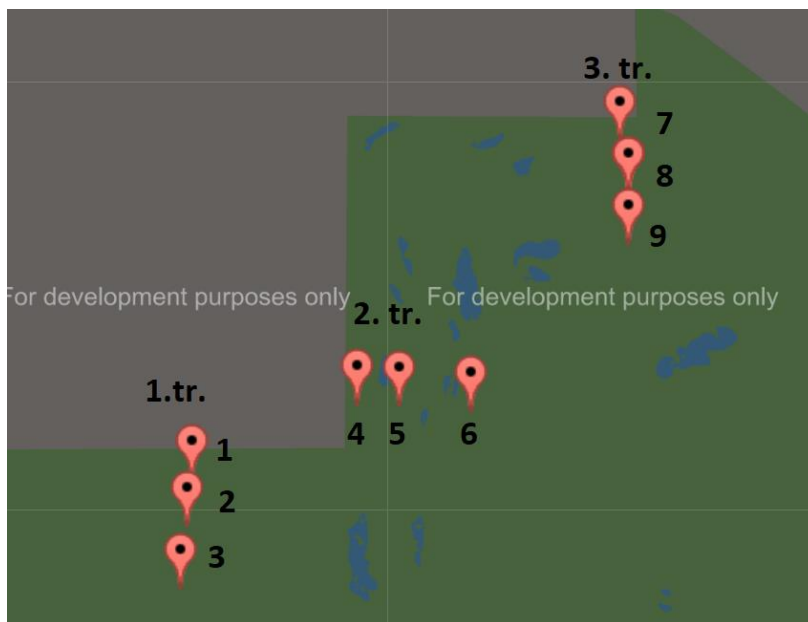 3. tr.
7
8
9
For development purposes only For development purposes only
2. tr.
1.tr.
4 5 6
1
2
3